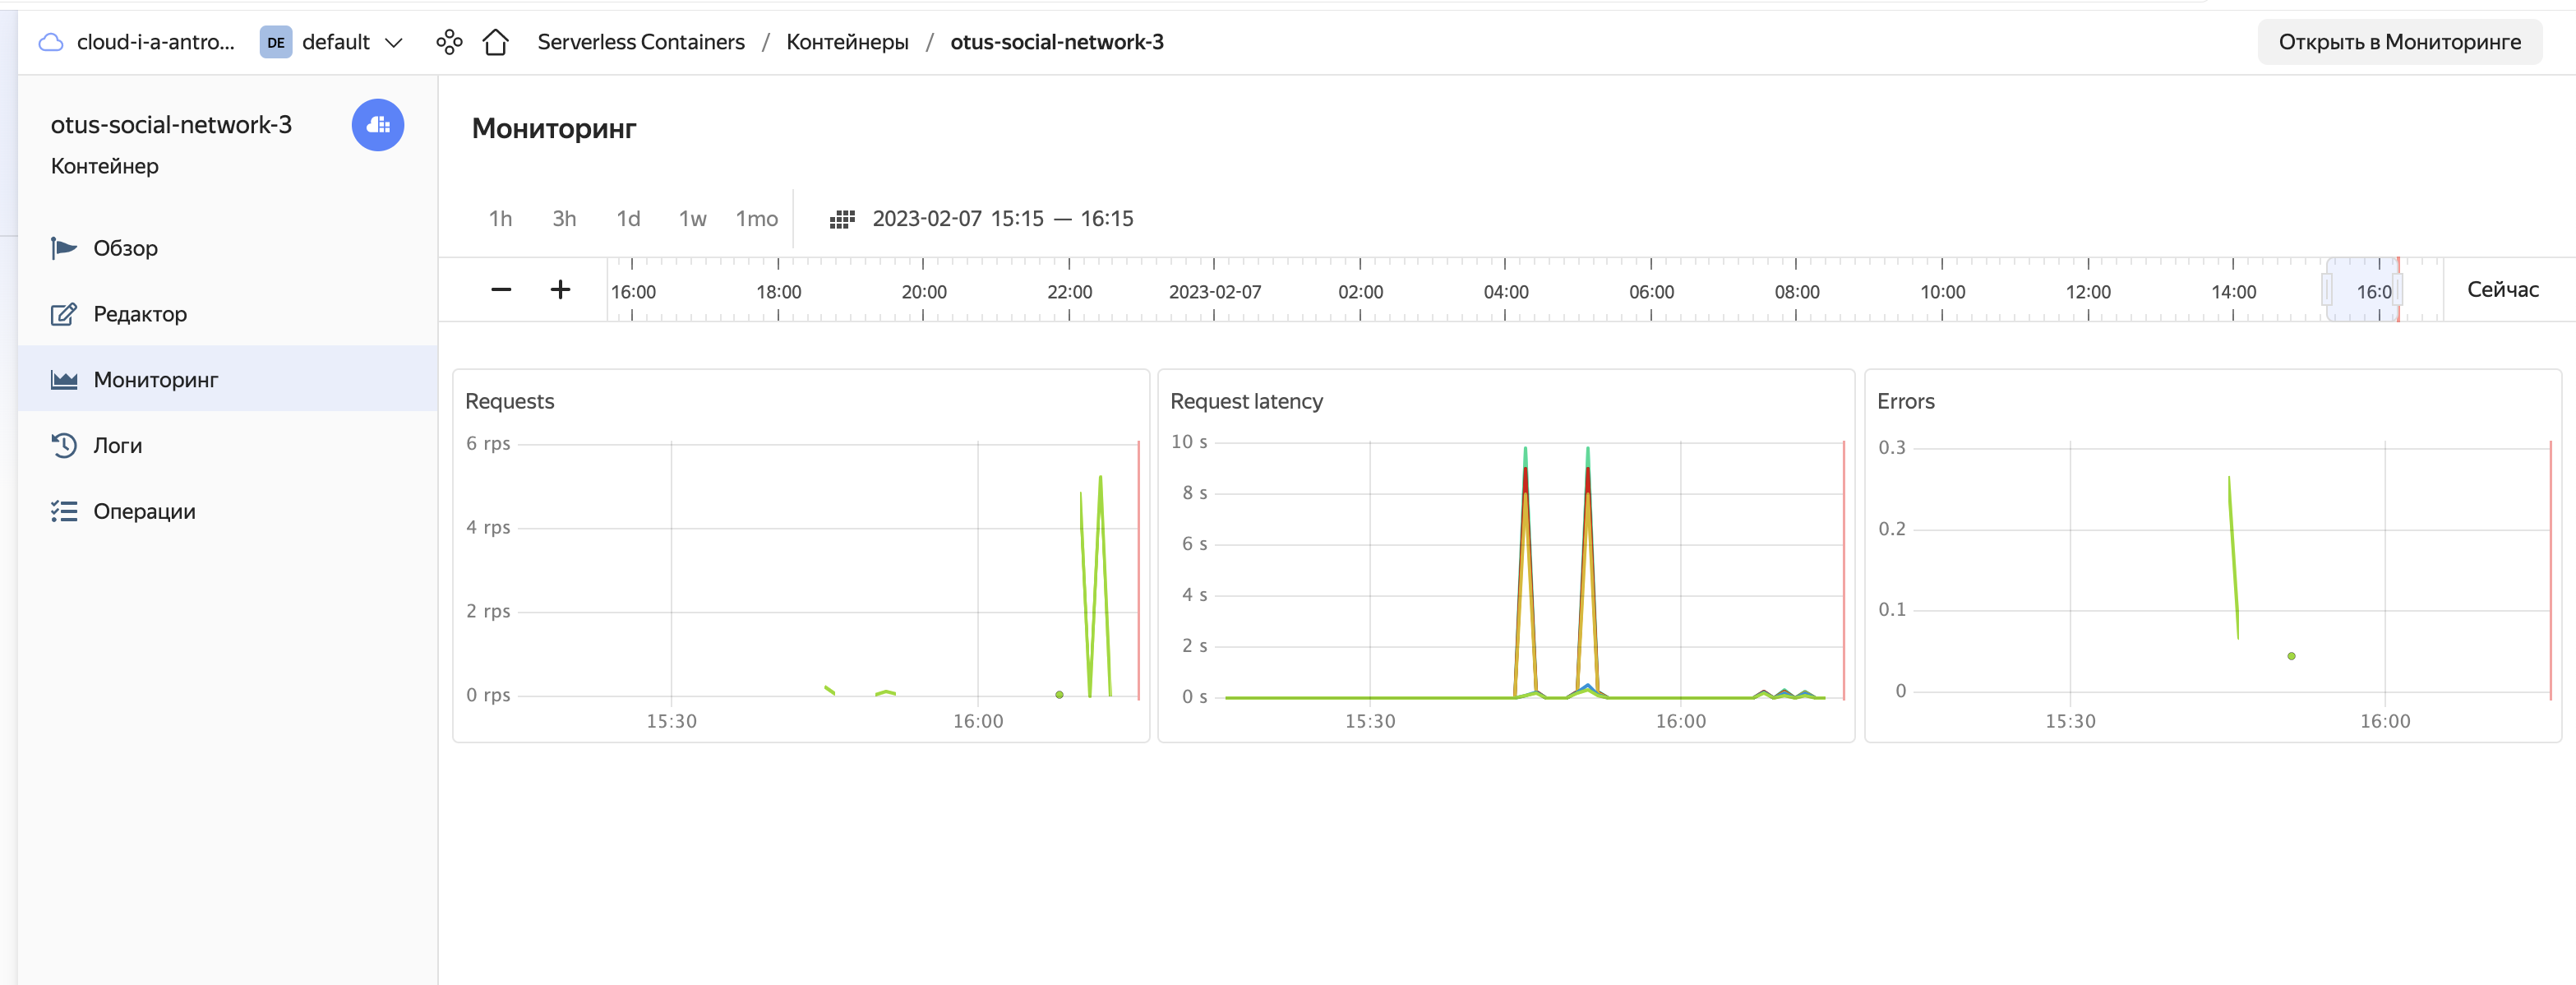 cloud-i-a-antro... DE default Serverless Containers / Контейнеры / otus-social-network-3 Открыть в Мониторинге
otus-social-network-3
Контейнер
Обзор
Редактор
Мониторинг
Логи
Операции
Мониторинг
1h 3h 1d 1w 1mo 2023-02-07 15:15 — 16:15
− + 16:00 18:00 20:00 22:00 2023-02-07 02:00 04:00 06:00 08:00 10:00 12:00 14:00 16:0 Сейчас
Requests
6 rps
4 rps
2 rps
0 rps
15:30 16:00
Request latency
10 s
8 s
6 s
4 s
2 s
0 s
15:30 16:00
Errors
0.3
0.2
0.1
0
15:30 16:00